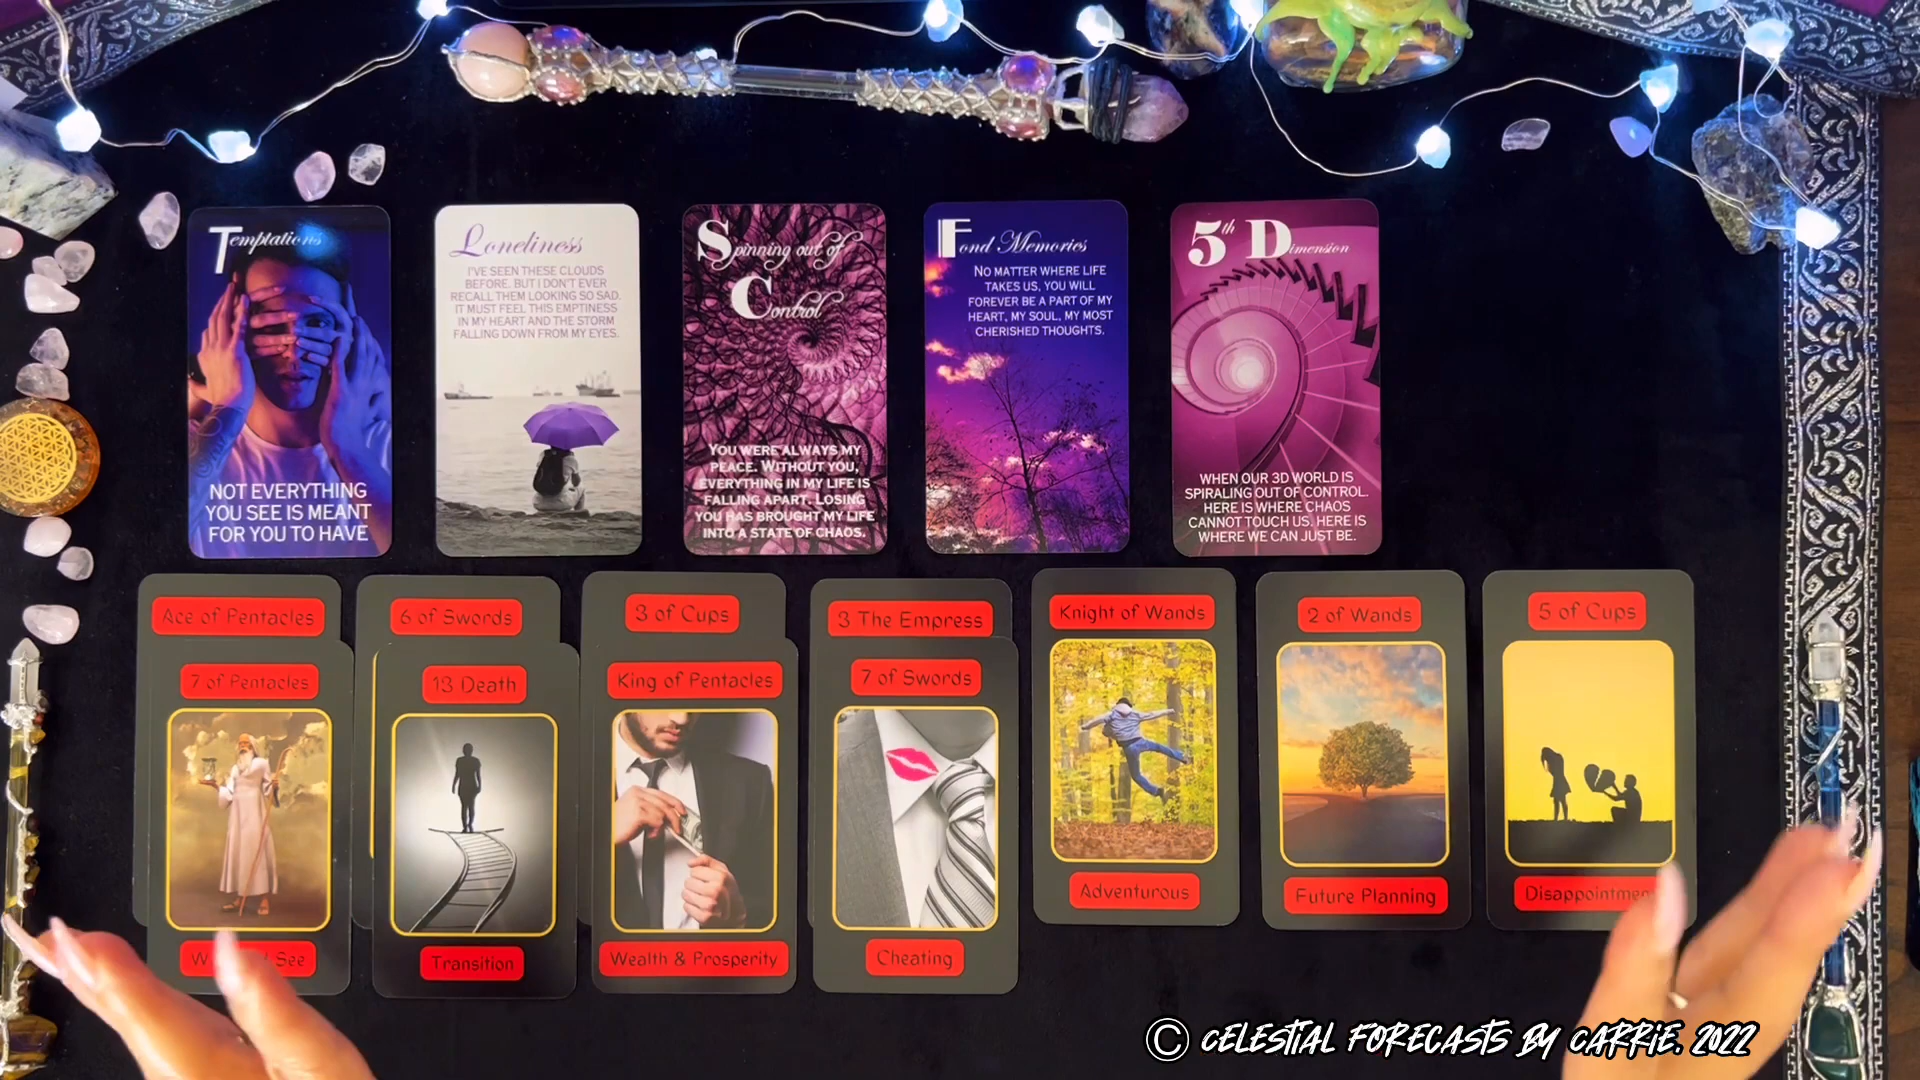 Temptations
NOT EVERYTHING
YOU SEE IS MEANT
FOR YOU TO HAVE
Loneliness
I'VE SEEN THESE CLOUDS
BEFORE. BUT I DON'T EVER
RECALL THEM LOOKING SO SAD.
IT MUST FEEL THIS EMPTINESS
IN MY HEART AND THE STORM
FALLING DOWN FROM MY EYES.
Spinning out of
Control
YOU WERE ALWAYS MY
PEACE. WITHOUT YOU,
EVERYTHING IN MY LIFE IS
FALLING APART. LOSING
YOU HAS BROUGHT MY LIFE
INTO A STATE OF CHAOS.
Fond Memories
NO MATTER WHERE LIFE
TAKES US, YOU WILL
FOREVER BE A PART OF MY
HEART, MY SOUL, MY MOST
CHERISHED THOUGHTS.
5th Dimension
WHEN OUR 3D WORLD IS
SPIRALING OUT OF CONTROL.
HERE IS WHERE CHAOS
CANNOT TOUCH US. HERE IS
WHERE WE CAN JUST BE.
Ace of Pentacles
7 of Pentacles
See
6 of Swords
13 Death
Transition
3 of Cups
King of Pentacles
Wealth & Prosperity
3 The Empress
7 of Swords
Cheating
Knight of Wands
Adventurous
2 of Wands
Future Planning
5 of Cups
Disappointmen
© CELESTIAL FORECASTS BY CARRIE. 2022